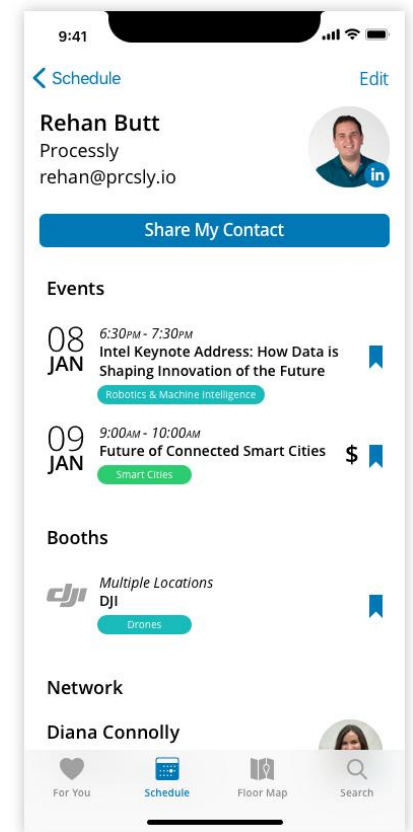 9:41
Schedule
Edit
Rehan Butt
Processly
rehan@prcsly.io
in
Share My Contact
Events
08
JAN
6:30PM - 7:30PM
Intel Keynote Address: How Data is
Shaping Innovation of the Future
Robotics & Machine Intelligence
09
JAN
9:00AM - 10:00AM
Future of Connected Smart Cities
$
Smart Cities
Booths
dji
Multiple Locations
DJI
Drones
Network
Diana Connolly
For You
Schedule
Floor Map
Search